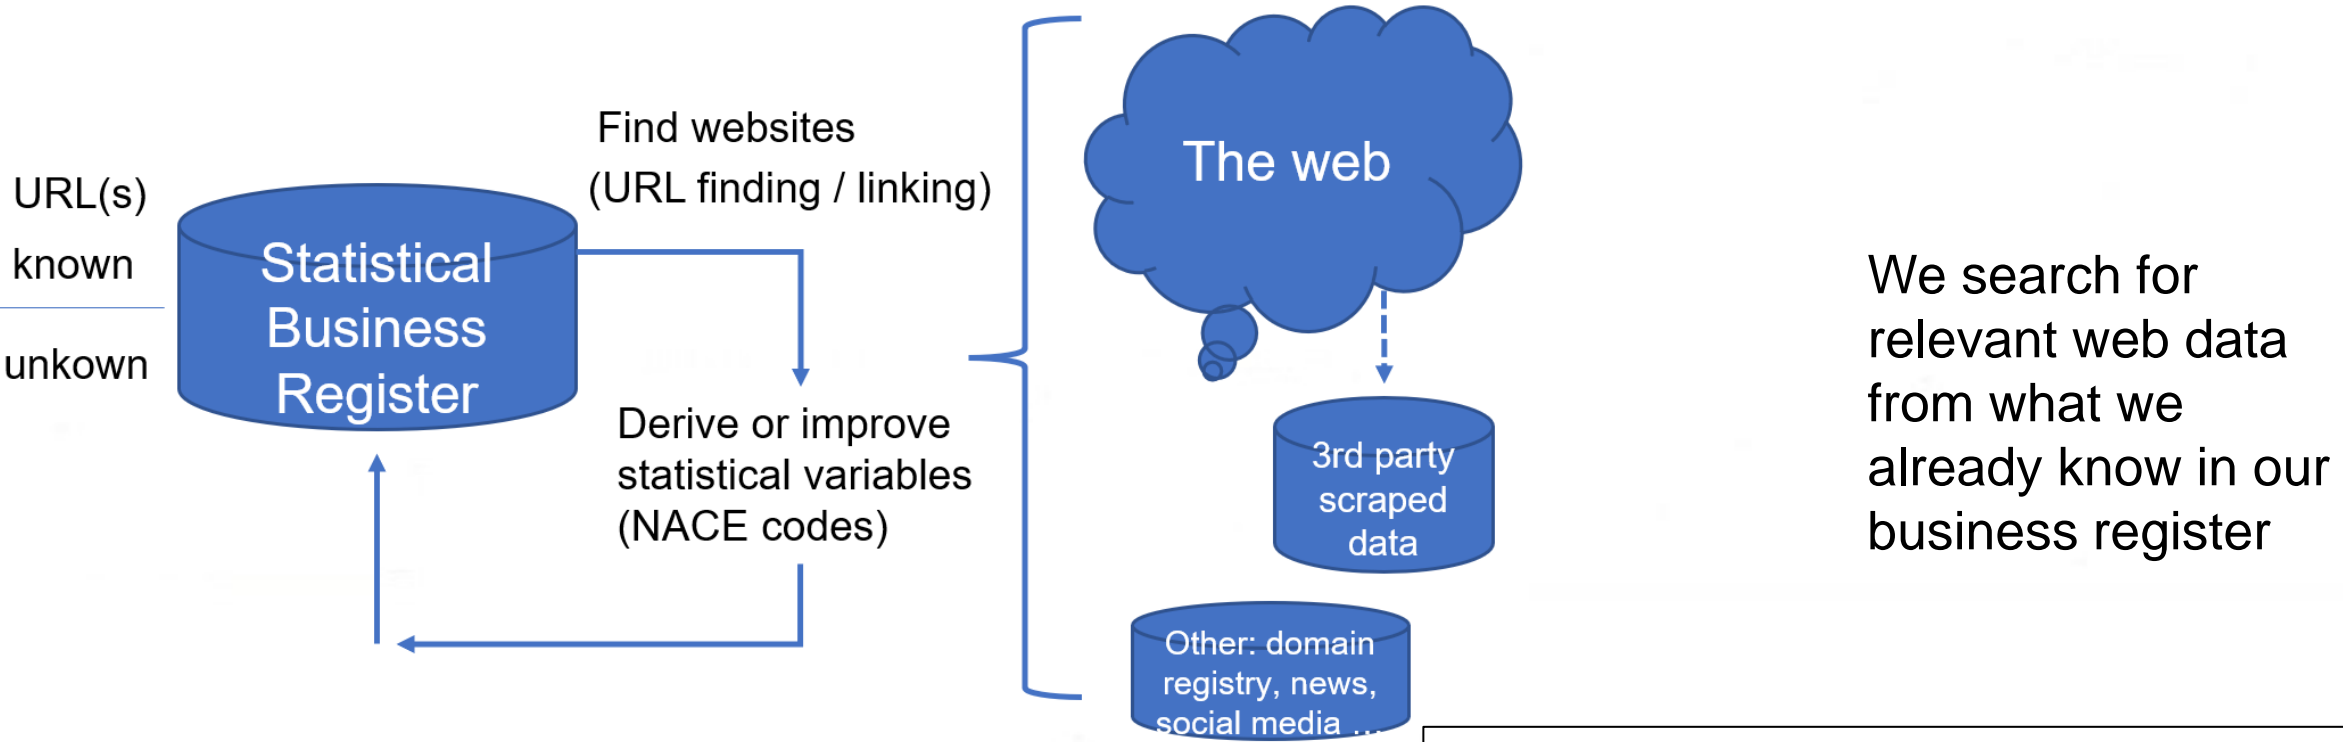 URL(s)
known
unkown
Statistical
Business
Register
Find websites
(URL finding / linking)
Derive or improve
statistical variables
(NACE codes)
The web
3rd party
scraped
data
Other: domain
registry, news,
social media ...
We search for
relevant web data
from what we
already know in our
business register